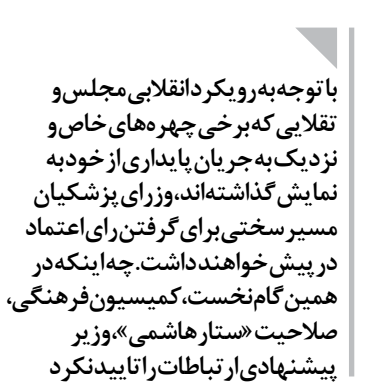 با توجه به رویکرد انقلابی مجلس و
تقلایی که برخی چهره‌های خاص و
نزدیک به جریان پایداری از خود به
نمایش گذاشته‌اند، وزرای پزشکیان
مسیر سختی برای گرفتن رای اعتماد
در پیش خواهند داشت. چه اینکه در
همین گام نخست، کمیسیون فرهنگی،
صلاحیت «ستار هاشمی»، وزیر
پیشنهادی ارتباطات را تایید نکرد